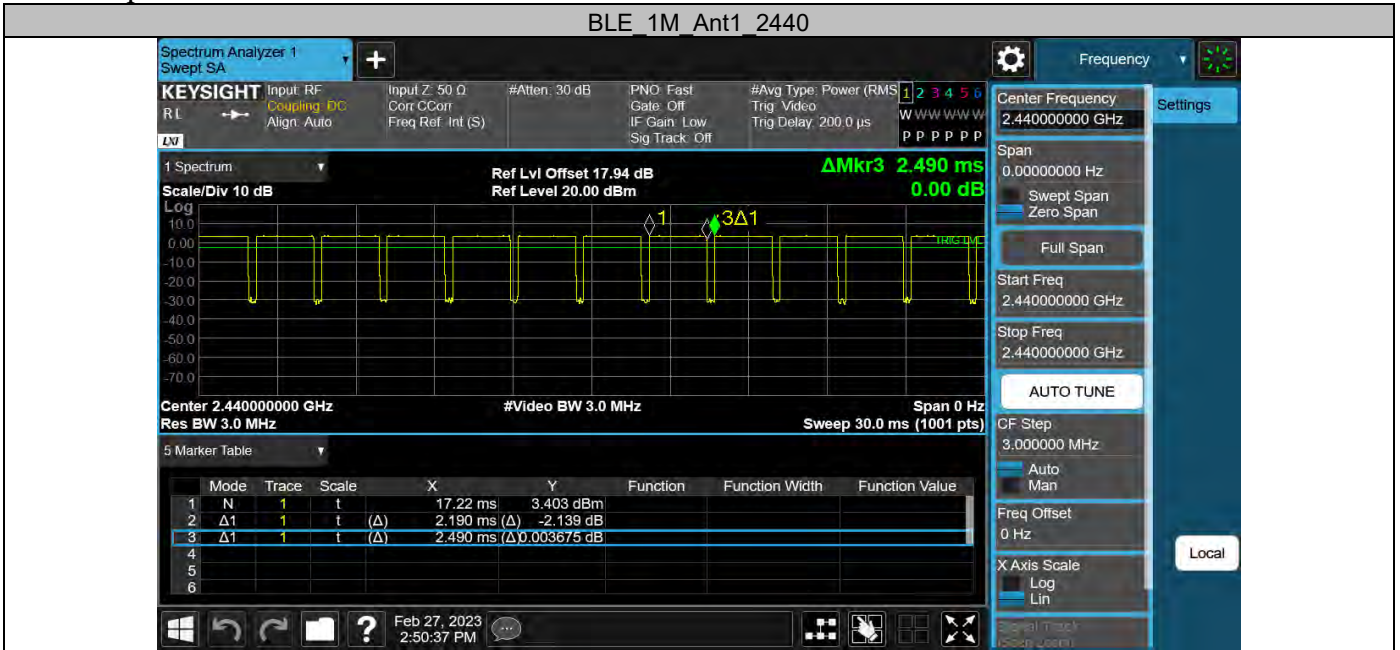 BLE_1M_Ant1_2440
Spectrum Analyzer 1
Swept SA
Frequency
KEYSIGHT
RL
LXI
Input: RF
Coupling: DC
Align: Auto
Input Z: 50 Ω
Corr CCorr
Freq Ref: Int (S)
#Atten: 30 dB
PNO: Fast
Gate: Off
IF Gain: Low
Sig Track: Off
#Avg Type: Power (RMS
Trig: Video
Trig Delay: 200.0 µs
1 2 3 4 5 6
W W W W W W
P P P P P P
1 Spectrum
Scale/Div 10 dB
Ref Lvl Offset 17.94 dB
Ref Level 20.00 dBm
ΔMkr3 2.490 ms
0.00 dB
Log
10.0
0.00
-10.0
-20.0
-30.0
-40.0
-50.0
-60.0
-70.0
1
3Δ1
TRIG LVL
Center 2.440000000 GHz
Res BW 3.0 MHz
#Video BW 3.0 MHz
Span 0 Hz
Sweep 30.0 ms (1001 pts)
5 Marker Table
Mode Trace Scale X Y Function Function Width Function Value
1 N 1 t 17.22 ms 3.403 dBm
2 Δ1 1 t (Δ) 2.190 ms (Δ) -2.139 dB
3 Δ1 1 t (Δ) 2.490 ms (Δ) 0.003675 dB
4
5
6
Feb 27, 2023
2:50:37 PM
Center Frequency
2.440000000 GHz
Settings
Span
0.00000000 Hz
Swept Span
Zero Span
Full Span
Start Freq
2.440000000 GHz
Stop Freq
2.440000000 GHz
AUTO TUNE
CF Step
3.000000 MHz
Auto
Man
Freq Offset
0 Hz
Local
X Axis Scale
Log
Lin
Signal Track
(Span Zoom)